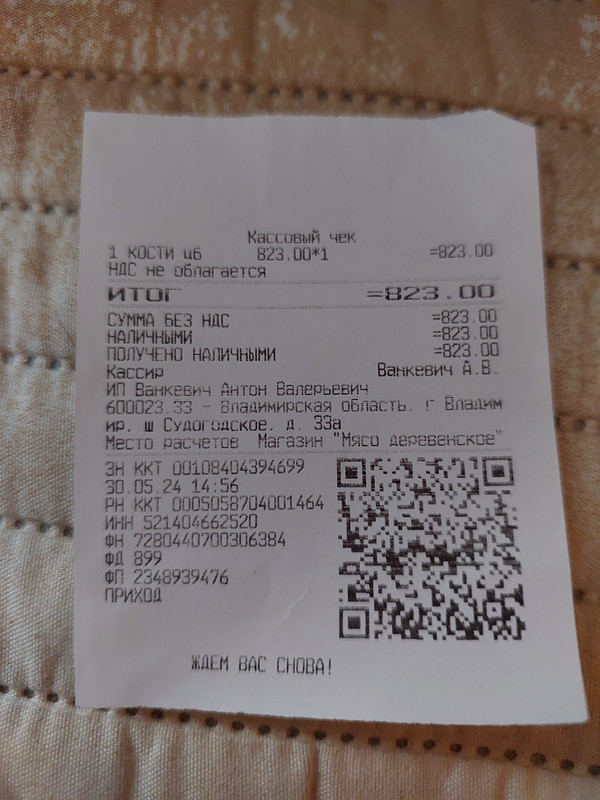 Кассовый чек
1 КОСТИ цб 823.00*1 =823.00
НДС не облагается
ИТОГ =823.00
СУММА БЕЗ НДС =823.00
НАЛИЧНЫМИ =823.00
ПОЛУЧЕНО НАЛИЧНЫМИ =823.00
Кассир Ванкевич А.В.
ИП Ванкевич Антон Валерьевич
600023,33 - Владимирская область, г Владим
ир, ш Судогодское, д. 33а
Место расчетов Магазин "Мясо деревенское"
ЗН ККТ 00108404394699
30.05.24 14:56
РН ККТ 0005058704001464
ИНН 521404662520
ФН 7280440700306384
ФД 899
ФП 2348939476
ПРИХОД
ЖДЕМ ВАС СНОВА!